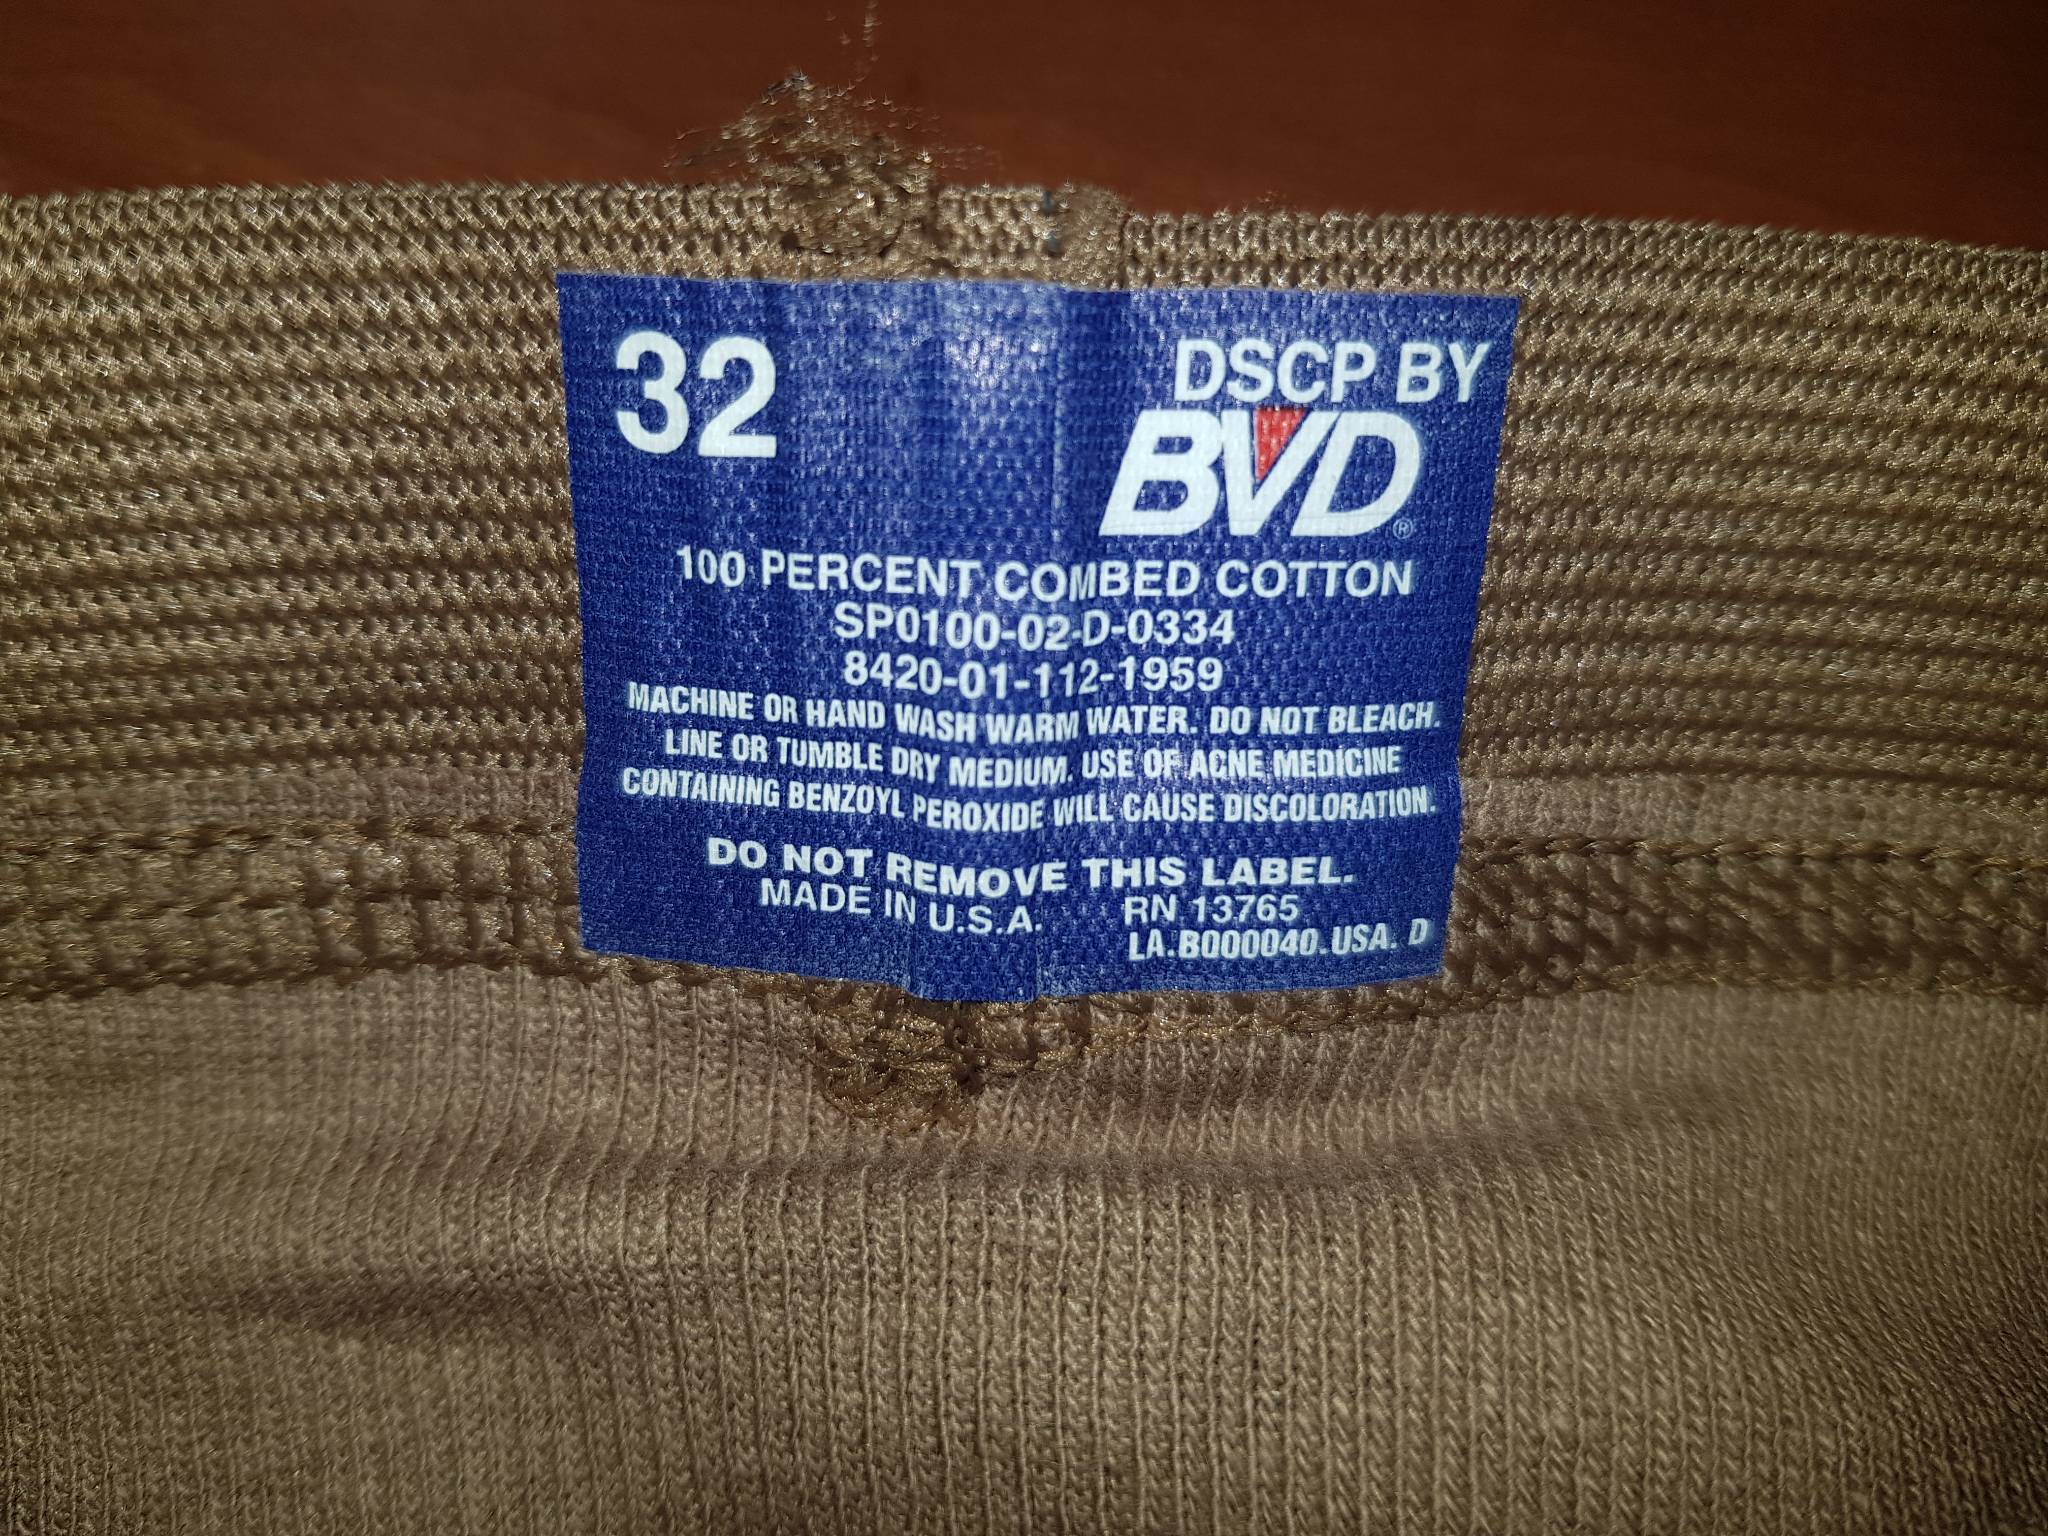 32
DSCP BY
BVD®
100 PERCENT COMBED COTTON
SP0100-02-D-0334
8420-01-112-1959
MACHINE OR HAND WASH WARM WATER. DO NOT BLEACH.
LINE OR TUMBLE DRY MEDIUM. USE OF ACNE MEDICINE
CONTAINING BENZOYL PEROXIDE WILL CAUSE DISCOLORATION.
DO NOT REMOVE THIS LABEL.
MADE IN U.S.A. RN 13765
LA.B000040.USA. D